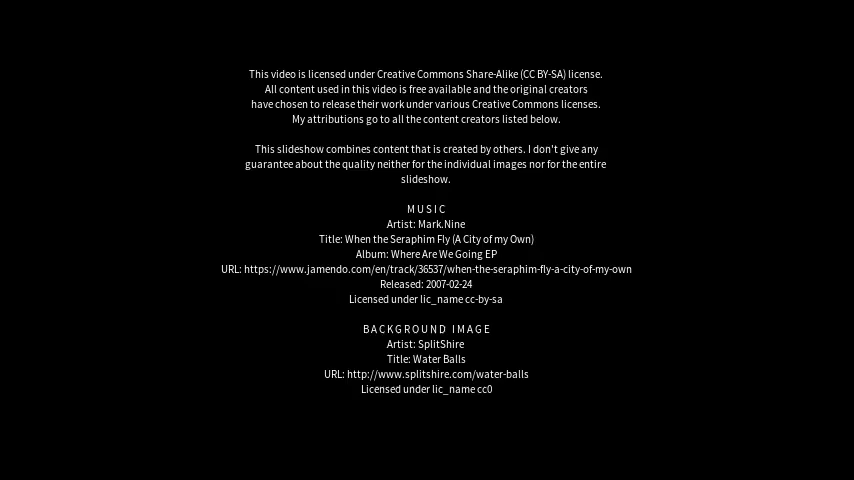 This video is licensed under Creative Commons Share-Alike (CC BY-SA) license.
All content used in this video is free available and the original creators
have chosen to release their work under various Creative Commons licenses.
My attributions go to all the content creators listed below.
This slideshow combines content that is created by others. I don't give any
guarantee about the quality neither for the individual images nor for the entire
slideshow.
MUSIC
Artist: Mark.Nine
Title: When the Seraphim Fly (A City of my Own)
Album: Where Are We Going EP
URL: https://www.jamendo.com/en/track/36537/when-the-seraphim-fly-a-city-of-my-own
Released: 2007-02-24
Licensed under lic_name cc-by-sa
BACKGROUND IMAGE
Artist: SplitShire
Title: Water Balls
URL: http://www.splitshire.com/water-balls
Licensed under lic_name cc0